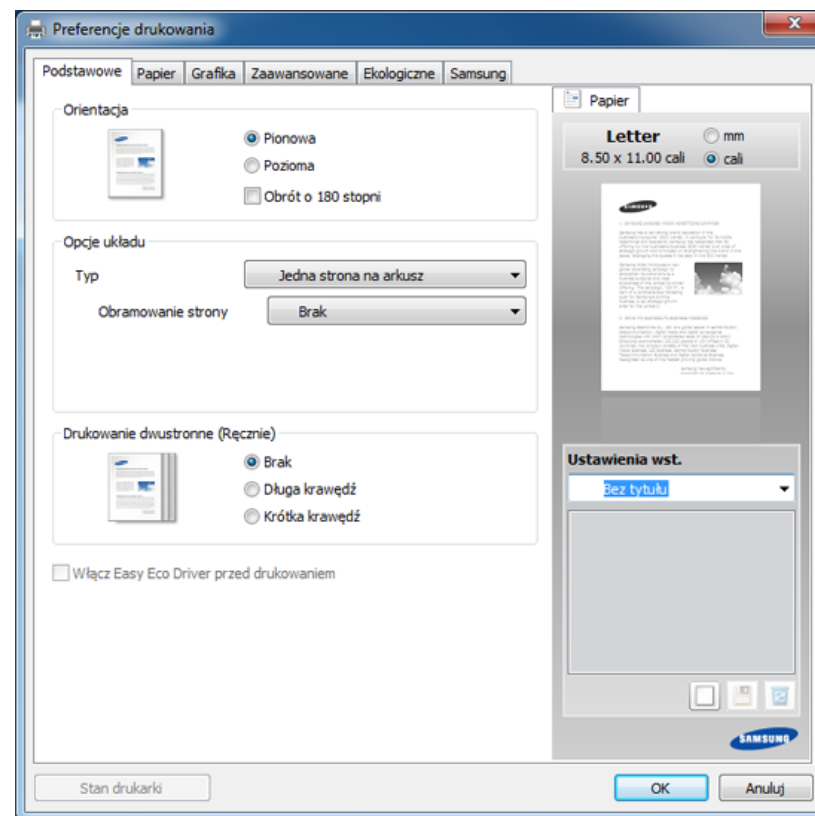 Preferencje drukowania
Podstawowe Papier Grafika Zaawansowane Ekologiczne Samsung
Orientacja
Pionowa
Pozioma
Obrót o 180 stopni
Opcje układu
Typ Jedna strona na arkusz
Obramowanie strony Brak
Drukowanie dwustronne (Ręcznie)
Brak
Długa krawędź
Krótka krawędź
Włącz Easy Eco Driver przed drukowaniem
Papier
Letter mm
8.50 x 11.00 cali cali
SAMSUNG
Ustawienia wst.
Bez tytułu
SAMSUNG
Stan drukarki OK Anuluj